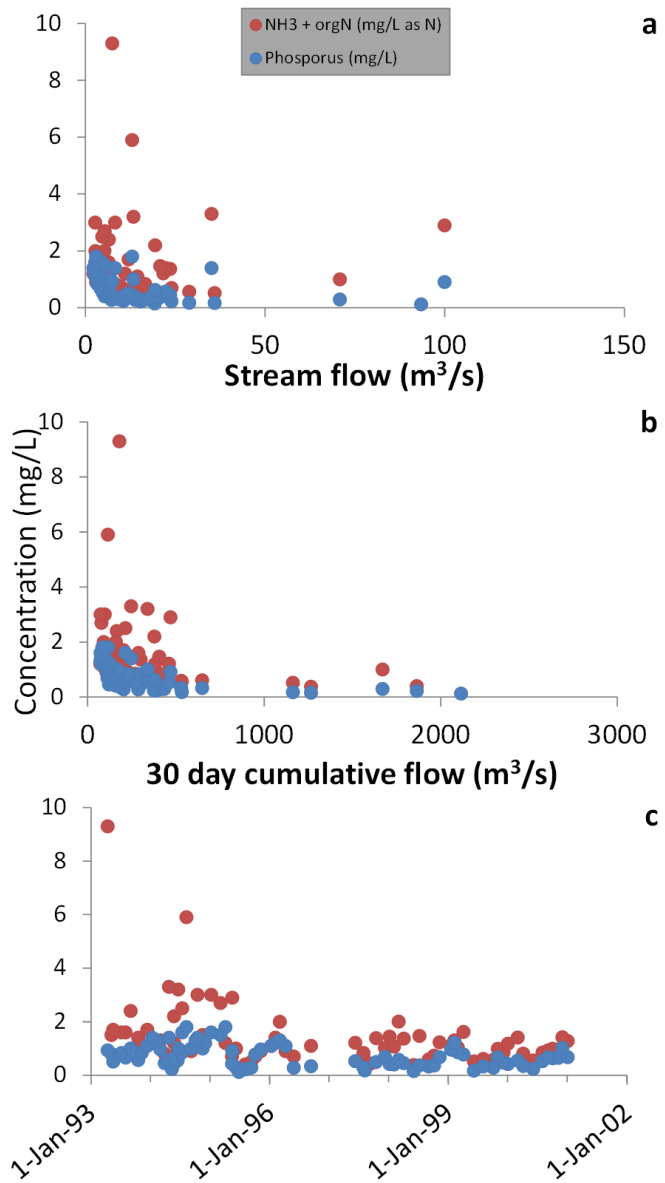 a
NH3 + orgN (mg/L as N)
Phosporus (mg/L)
10
8
6
4
2
0
0 50 100 150
Stream flow (m³/s)
b
Concentration (mg/L)
10
8
6
4
2
0
0 1000 2000 3000
30 day cumulative flow (m³/s)
c
10
8
6
4
2
0
1-Jan-93 1-Jan-96 1-Jan-99 1-Jan-02